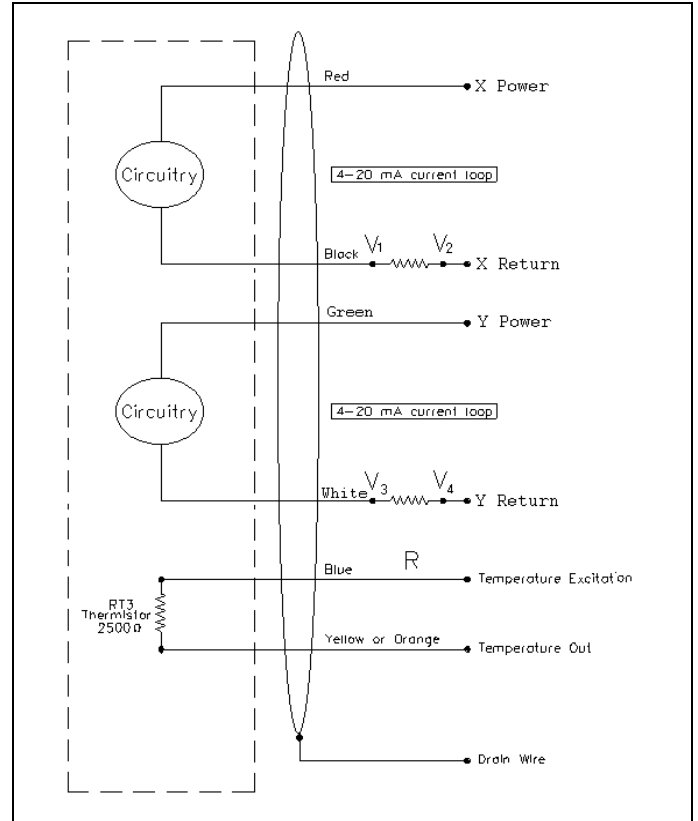 Red
X Power
Circuitry
4-20 mA current loop
Black
V1
V2
X Return
Green
Y Power
Circuitry
4-20 mA current loop
White
V3
V4
Y Return
Blue
R
Temperature Excitation
RT3
Thermistor
2500Ω
Yellow or Orange
Temperature Out
Drain Wire